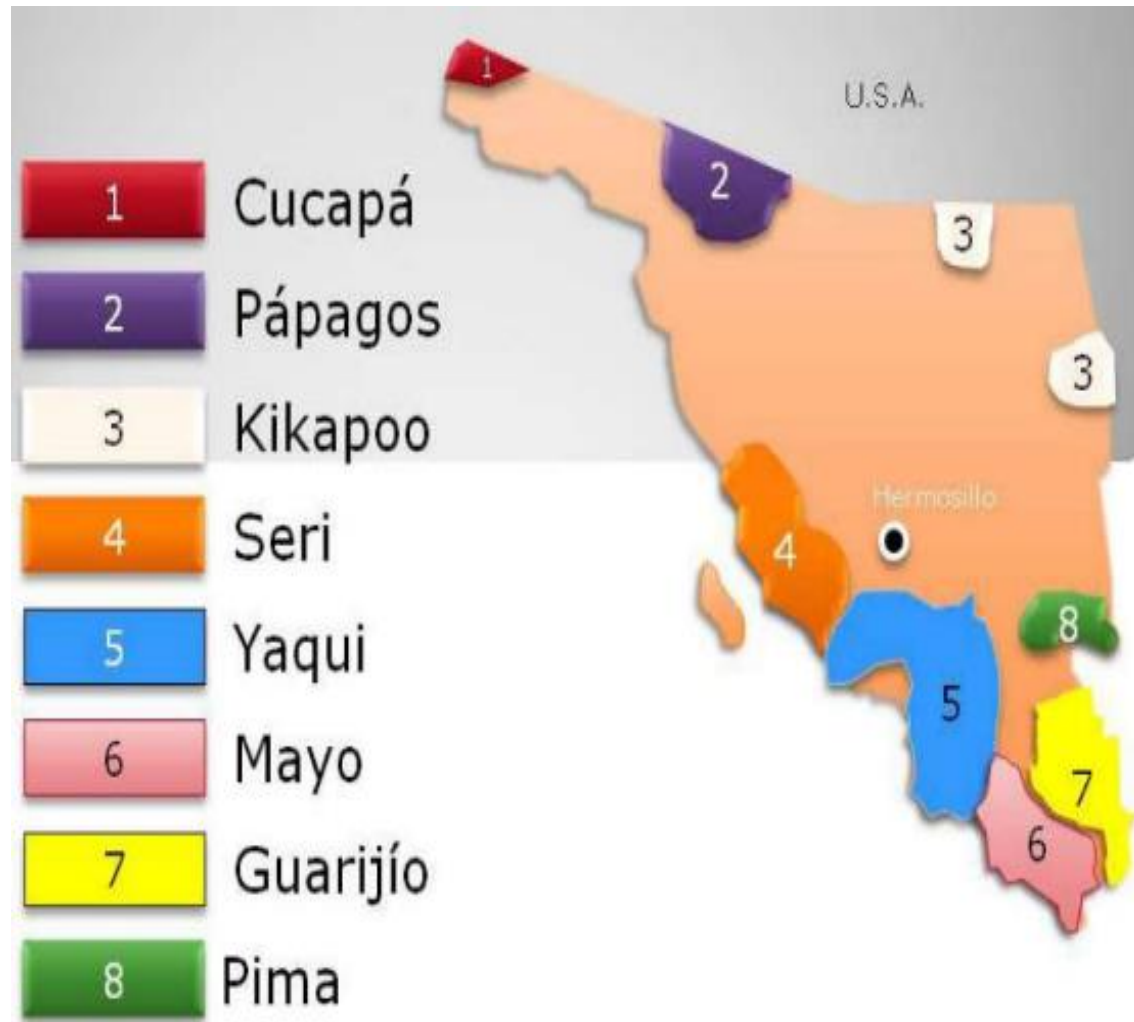 1 Cucapá
2 Pápagos
3 Kikapoo
4 Seri
5 Yaqui
6 Mayo
7 Guarijío
8 Pima
1
U.S.A.
2
3
3
Hermosillo
4
8
5
7
6